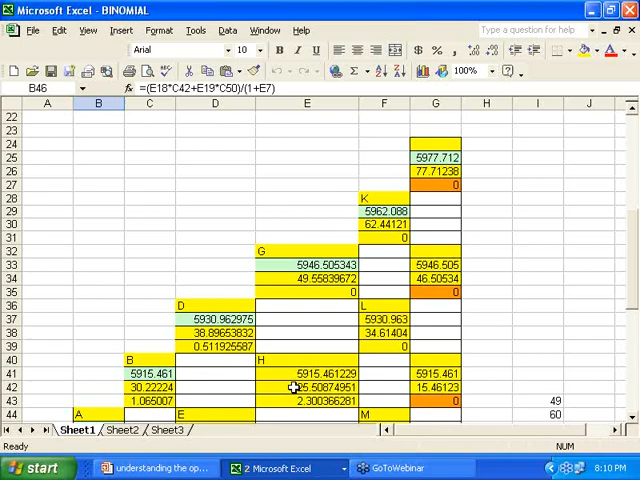 Microsoft Excel - BINOMIAL
File Edit View Insert Format Tools Data Window Help
Arial 10 B I U $ % , .0 .00
100%
B46 fx =(E18*C42+E19*C50)/(1+E7)
A B C D E F G H I J
22
23
24
25 5977.712
26 77.71238
27 0
28 K
29 5962.088
30 62.44121
31 0
32 G
33 5946.505343 5946.505
34 49.55839672 46.50534
35 0 0
36 D L
37 5930.962975 5930.963
38 38.89653832 34.61404
39 0.511925587 0
40 B H
41 5915.461 5915.461229 5915.461
42 30.22224 25.50874951 15.46123
43 1.065007 2.300366281 0 49
44 A E M 60
Sheet1 Sheet2 Sheet3
Ready NUM
start understanding the op... 2 Microsoft Excel GoToWebinar 8:10 PM